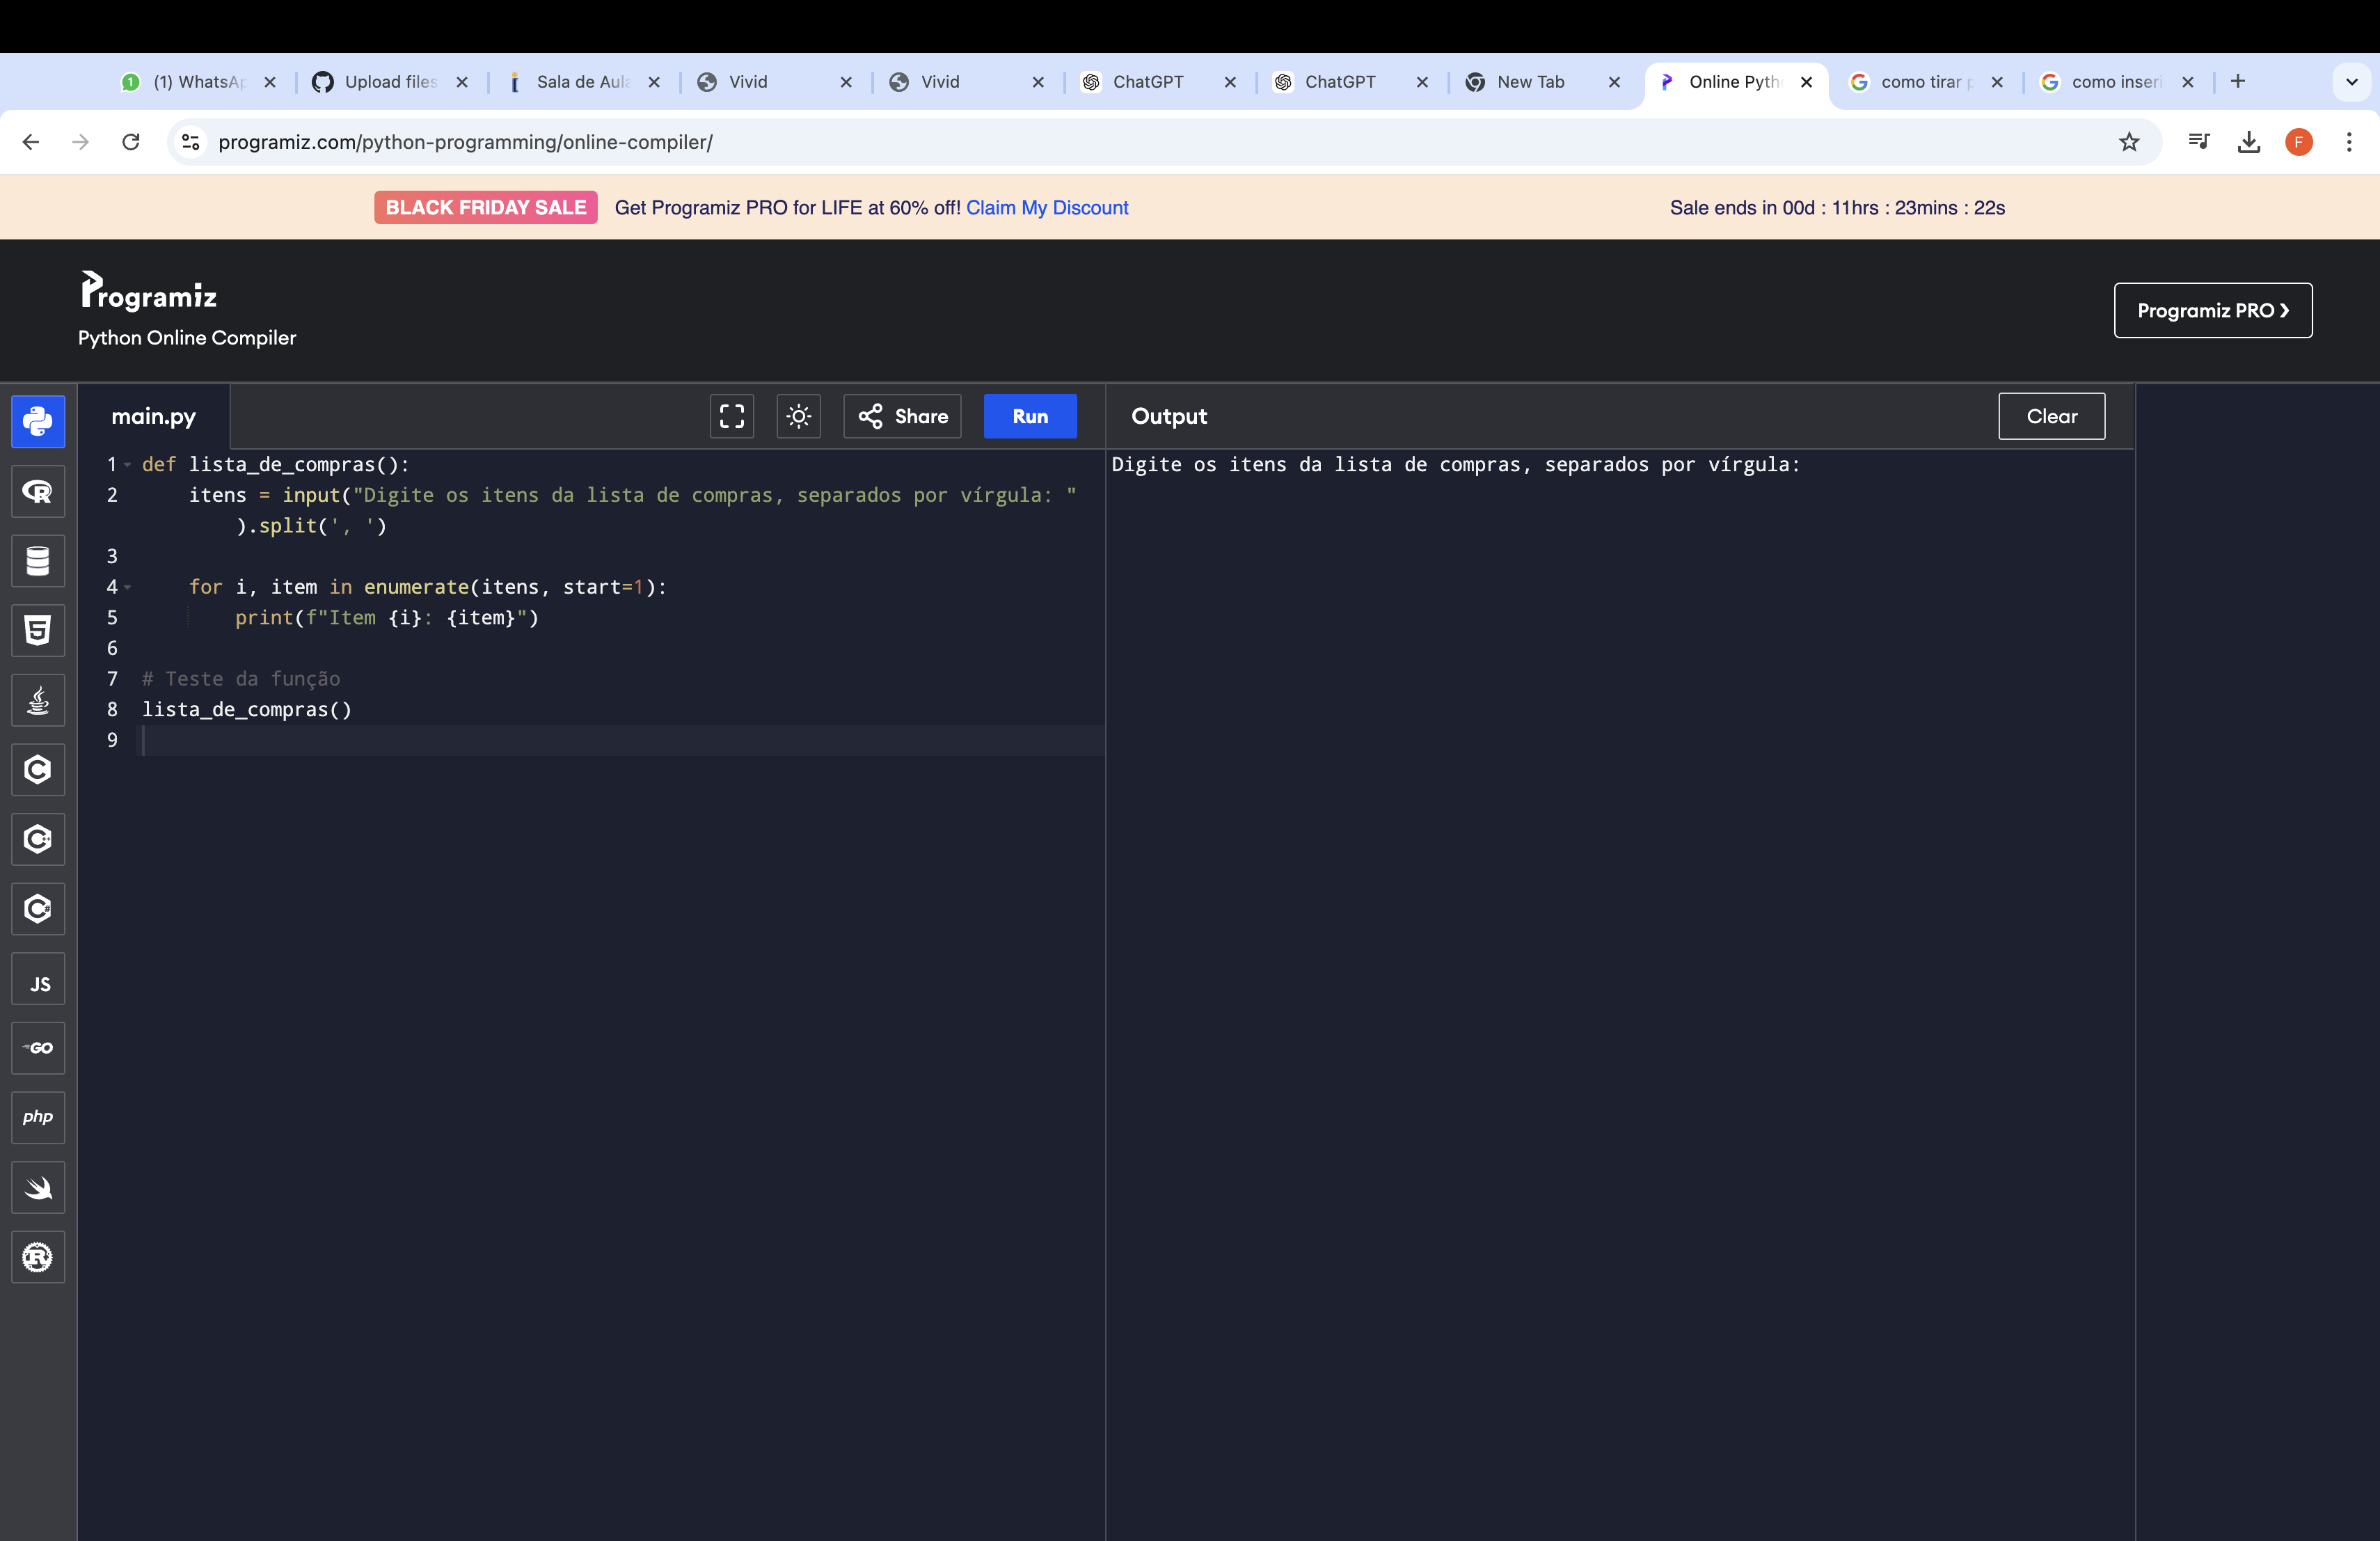 (1) WhatsAp
Upload files
Sala de Aula
Vivid
Vivid
ChatGPT
ChatGPT
New Tab
Online Pyth
como tirar p
como inseri
programiz.com/python-programming/online-compiler/
F
BLACK FRIDAY SALE Get Programiz PRO for LIFE at 60% off! Claim My Discount
Sale ends in 00d : 11hrs : 23mins : 22s
Programiz
Python Online Compiler
Programiz PRO ❯
main.py
Share
Run
Output
Clear
1 def lista_de_compras():
2     itens = input("Digite os itens da lista de compras, separados por vírgula: "
        ).split(', ')
3
4     for i, item in enumerate(itens, start=1):
5         print(f"Item {i}: {item}")
6
7 # Teste da função
8 lista_de_compras()
9
Digite os itens da lista de compras, separados por vírgula:
R
5
C
C++
C#
JS
GO
php
R